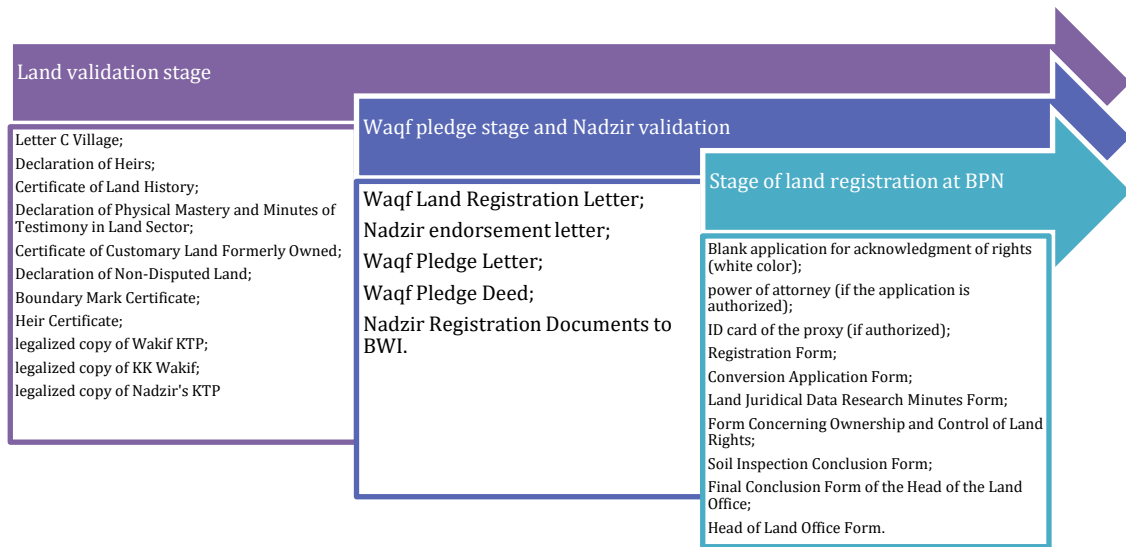 Land validation stage
Letter C Village;
Declaration of Heirs;
Certificate of Land History;
Declaration of Physical Mastery and Minutes of
Testimony in Land Sector;
Certificate of Customary Land Formerly Owned;
Declaration of Non-Disputed Land;
Boundary Mark Certificate;
Heir Certificate;
legalized copy of Wakif KTP;
legalized copy of KK Wakif;
legalized copy of Nadzir's KTP
Waqf pledge stage and Nadzir validation
Waqf Land Registration Letter;
Nadzir endorsement letter;
Waqf Pledge Letter;
Waqf Pledge Deed;
Nadzir Registration Documents to
BWI.
Stage of land registration at BPN
Blank application for acknowledgment of rights
(white color);
power of attorney (if the application is
authorized);
ID card of the proxy (if authorized);
Registration Form;
Conversion Application Form;
Land Juridical Data Research Minutes Form;
Form Concerning Ownership and Control of Land
Rights;
Soil Inspection Conclusion Form;
Final Conclusion Form of the Head of the Land
Office;
Head of Land Office Form.